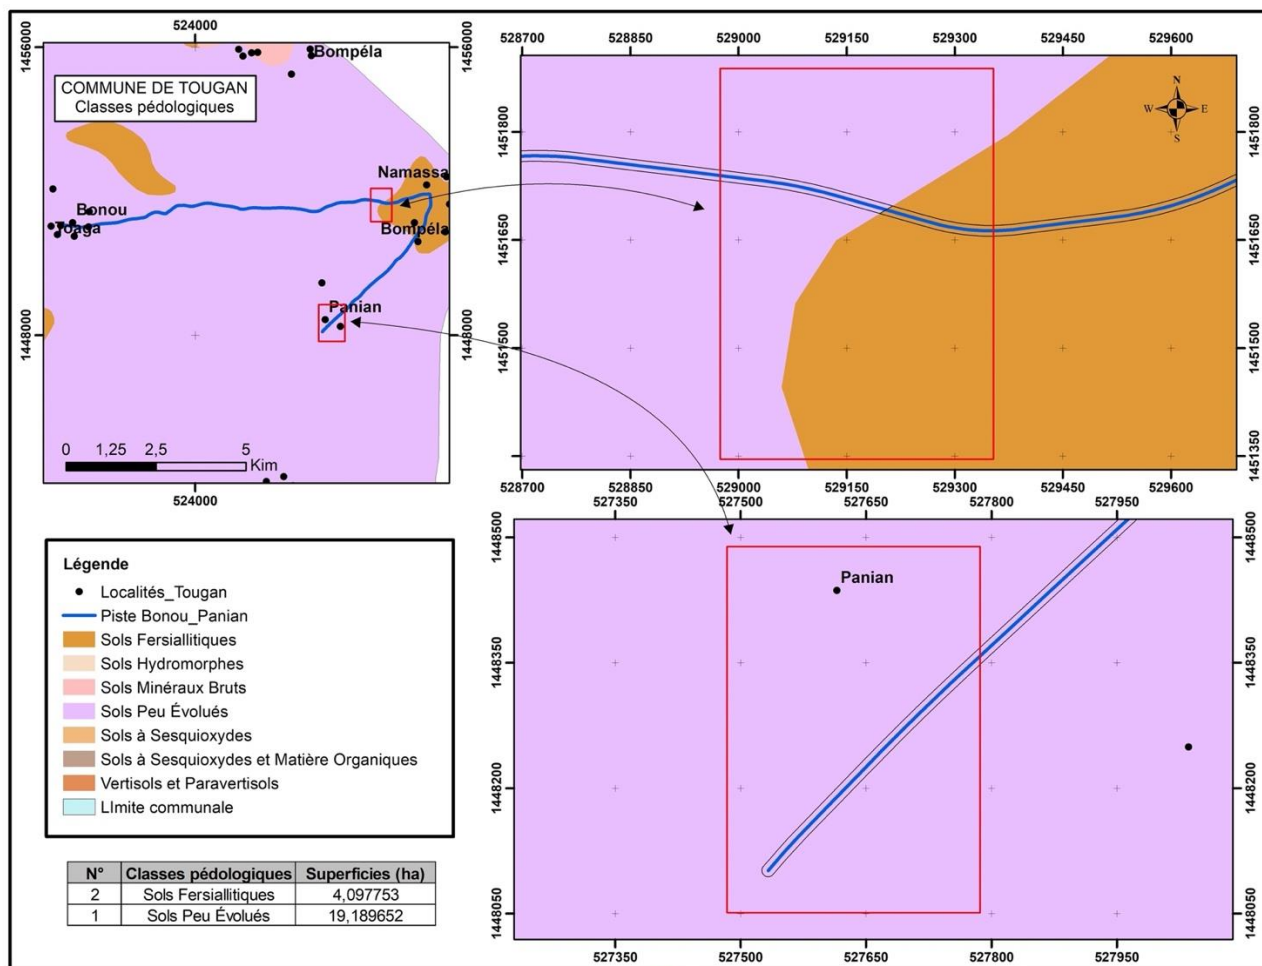 524000
1456000
1456000
COMMUNE DE TOUGAN
Classes pédologiques
Bompéla
Namassa
Bonou
Toaga
Bompéla
Panian
1448000
1448000
0 1,25 2,5 5
Kim
524000
528700 528850 529000 529150 529300 529450 529600
N
W E
S
1451800 1451800
1451650 1451650
1451500 1451500
1451350 1451350
528700 528850 529000 529150 529300 529450 529600
527350 527500 527650 527800 527950
1448500 1448500
Panian
1448350 1448350
1448200 1448200
1448050 1448050
527350 527500 527650 527800 527950
Légende
Localités_Tougan
Piste Bonou_Panian
Sols Fersiallitiques
Sols Hydromorphes
Sols Minéraux Bruts
Sols Peu Évolués
Sols à Sesquioxydes
Sols à Sesquioxydes et Matière Organiques
Vertisols et Paravertisols
LImite communale
N° Classes pédologiques Superficies (ha)
2 Sols Fersiallitiques 4,097753
1 Sols Peu Évolués 19,189652